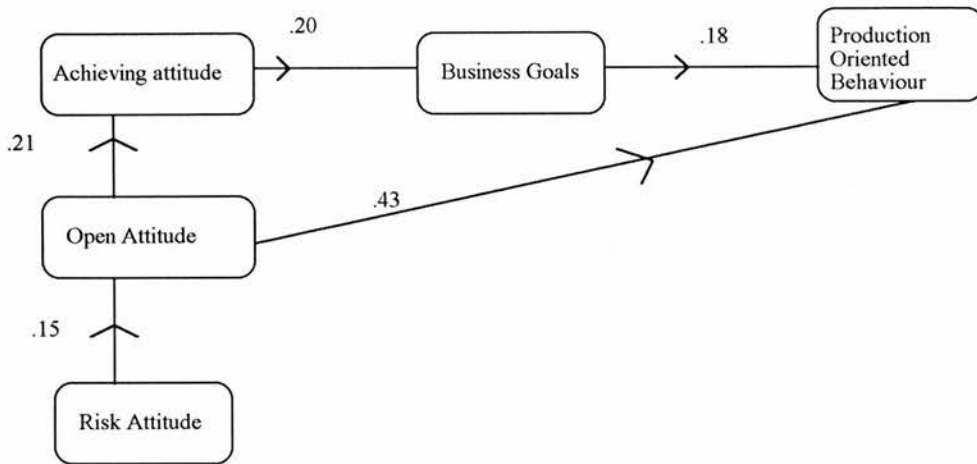 .20
.18
Production
Oriented
Behaviour
Achieving attitude
Business Goals
.21
.43
Open Attitude
.15
Risk Attitude